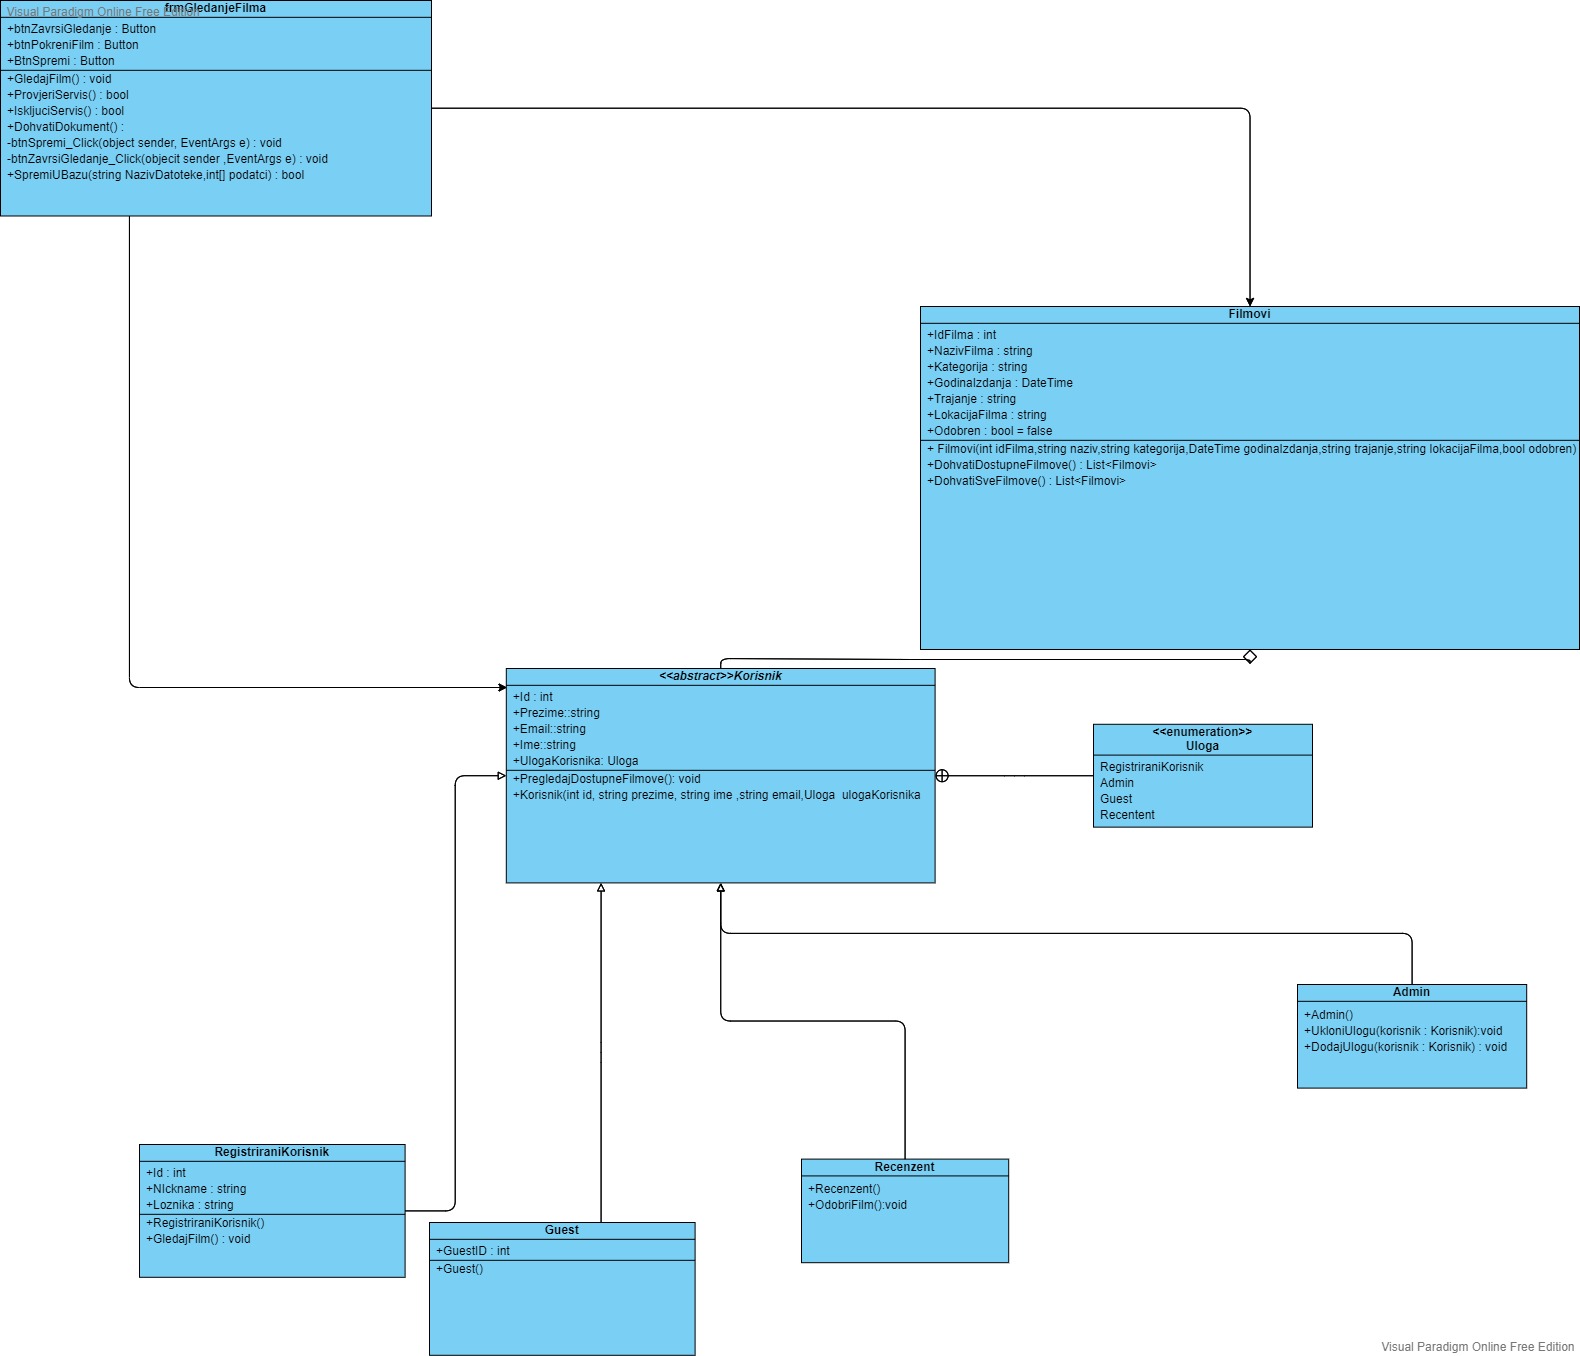 Visual Paradigm Online Free Edition
frmGledanjeFilma
+btnZavrsiGledanje : Button
+btnPokreniFilm : Button
+BtnSpremi : Button
+GledajFilm() : void
+ProvjeriServis() : bool
+IskljuciServis() : bool
+DohvatiDokument() :
-btnSpremi_Click(object sender, EventArgs e) : void
-btnZavrsiGledanje_Click(objecit sender ,EventArgs e) : void
+SpremiUBazu(string NazivDatoteke,int[] podatci) : bool
Filmovi
+IdFilma : int
+NazivFilma : string
+Kategorija : string
+GodinaIzdanja : DateTime
+Trajanje : string
+LokacijaFilma : string
+Odobren : bool = false
+ Filmovi(int idFilma,string naziv,string kategorija,DateTime godinaIzdanja,string trajanje,string lokacijaFilma,bool odobren)
+DohvatiDostupneFilmove() : List<Filmovi>
+DohvatiSveFilmove() : List<Filmovi>
<<abstract>>Korisnik
+Id : int
+Prezime::string
+Email::string
+Ime::string
+UlogaKorisnika: Uloga
+PregledajDostupneFilmove(): void
+Korisnik(int id, string prezime, string ime ,string email,Uloga  ulogaKorisnika
<<enumeration>>
Uloga
RegistriraniKorisnik
Admin
Guest
Recentent
Admin
+Admin()
+UkloniUlogu(korisnik : Korisnik):void
+DodajUlogu(korisnik : Korisnik) : void
RegistriraniKorisnik
+Id : int
+NIckname : string
+Loznika : string
+RegistriraniKorisnik()
+GledajFilm() : void
Recenzent
+Recenzent()
+OdobriFilm():void
Guest
+GuestID : int
+Guest()
Visual Paradigm Online Free Edition